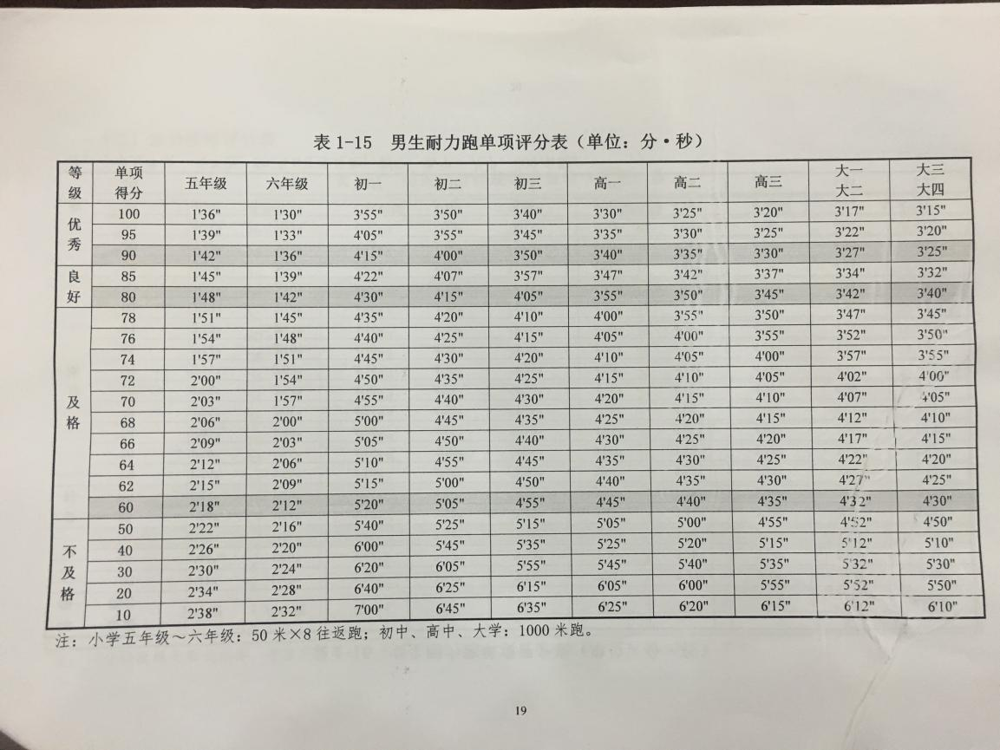 表 1-15 男生耐力跑单项评分表（单位：分·秒）
等级 单项得分 五年级 六年级 初一 初二 初三 高一 高二 高三 大一大二 大三大四
优秀 100 1'36" 1'30" 3'55" 3'50" 3'40" 3'30" 3'25" 3'20" 3'17" 3'15"
95 1'39" 1'33" 4'05" 3'55" 3'45" 3'35" 3'30" 3'25" 3'22" 3'20"
90 1'42" 1'36" 4'15" 4'00" 3'50" 3'40" 3'35" 3'30" 3'27" 3'25"
良好 85 1'45" 1'39" 4'22" 4'07" 3'57" 3'47" 3'42" 3'37" 3'34" 3'32"
80 1'48" 1'42" 4'30" 4'15" 4'05" 3'55" 3'50" 3'45" 3'42" 3'40"
及格 78 1'51" 1'45" 4'35" 4'20" 4'10" 4'00" 3'55" 3'50" 3'47" 3'45"
76 1'54" 1'48" 4'40" 4'25" 4'15" 4'05" 4'00" 3'55" 3'52" 3'50"
74 1'57" 1'51" 4'45" 4'30" 4'20" 4'10" 4'05" 4'00" 3'57" 3'55"
72 2'00" 1'54" 4'50" 4'35" 4'25" 4'15" 4'10" 4'05" 4'02" 4'00"
70 2'03" 1'57" 4'55" 4'40" 4'30" 4'20" 4'15" 4'10" 4'07" 4'05"
68 2'06" 2'00" 5'00" 4'45" 4'35" 4'25" 4'20" 4'15" 4'12" 4'10"
66 2'09" 2'03" 5'05" 4'50" 4'40" 4'30" 4'25" 4'20" 4'17" 4'15"
64 2'12" 2'06" 5'10" 4'55" 4'45" 4'35" 4'30" 4'25" 4'22" 4'20"
62 2'15" 2'09" 5'15" 5'00" 4'50" 4'40" 4'35" 4'30" 4'27" 4'25"
60 2'18" 2'12" 5'20" 5'05" 4'55" 4'45" 4'40" 4'35" 4'32" 4'30"
不及格 50 2'22" 2'16" 5'40" 5'25" 5'15" 5'05" 5'00" 4'55" 4'52" 4'50"
40 2'26" 2'20" 6'00" 5'45" 5'35" 5'25" 5'20" 5'15" 5'12" 5'10"
30 2'30" 2'24" 6'20" 6'05" 5'55" 5'45" 5'40" 5'35" 5'32" 5'30"
20 2'34" 2'28" 6'40" 6'25" 6'15" 6'05" 6'00" 5'55" 5'52" 5'50"
10 2'38" 2'32" 7'00" 6'45" 6'35" 6'25" 6'20" 6'15" 6'12" 6'10"
注：小学五年级～六年级：50 米×8 往返跑；初中、高中、大学：1000 米跑。
19